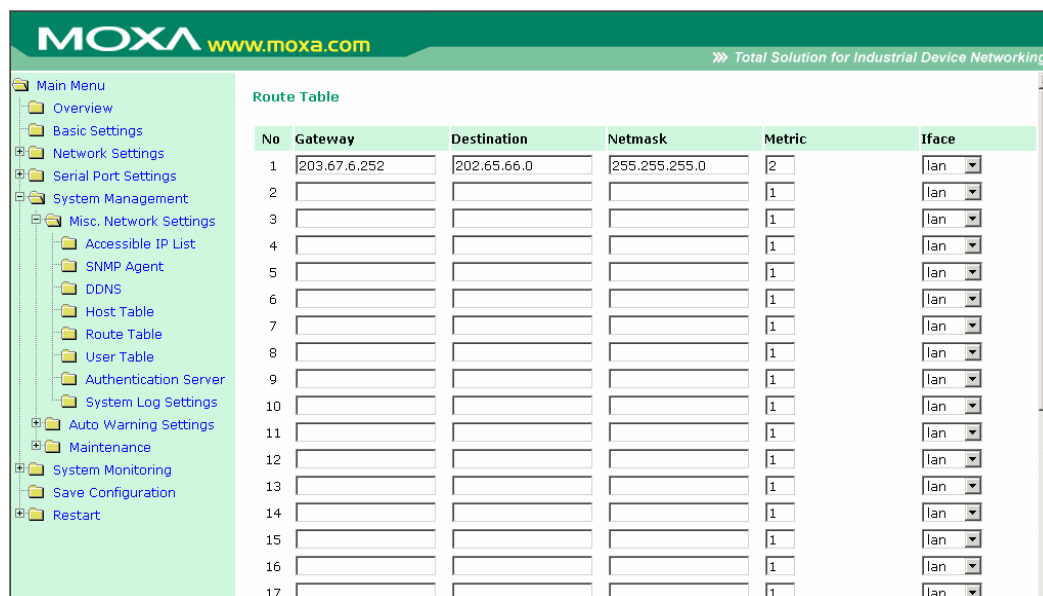 MOXA www.moxa.com
Total Solution for Industrial Device Networking
Main Menu
Overview
Basic Settings
Network Settings
Serial Port Settings
System Management
Misc. Network Settings
Accessible IP List
SNMP Agent
DDNS
Host Table
Route Table
User Table
Authentication Server
System Log Settings
Auto Warning Settings
Maintenance
System Monitoring
Save Configuration
Restart
Route Table
No Gateway Destination Netmask Metric Iface
1 203.67.6.252 202.65.66.0 255.255.255.0 2 lan
2 1 lan
3 1 lan
4 1 lan
5 1 lan
6 1 lan
7 1 lan
8 1 lan
9 1 lan
10 1 lan
11 1 lan
12 1 lan
13 1 lan
14 1 lan
15 1 lan
16 1 lan
17 1 lan